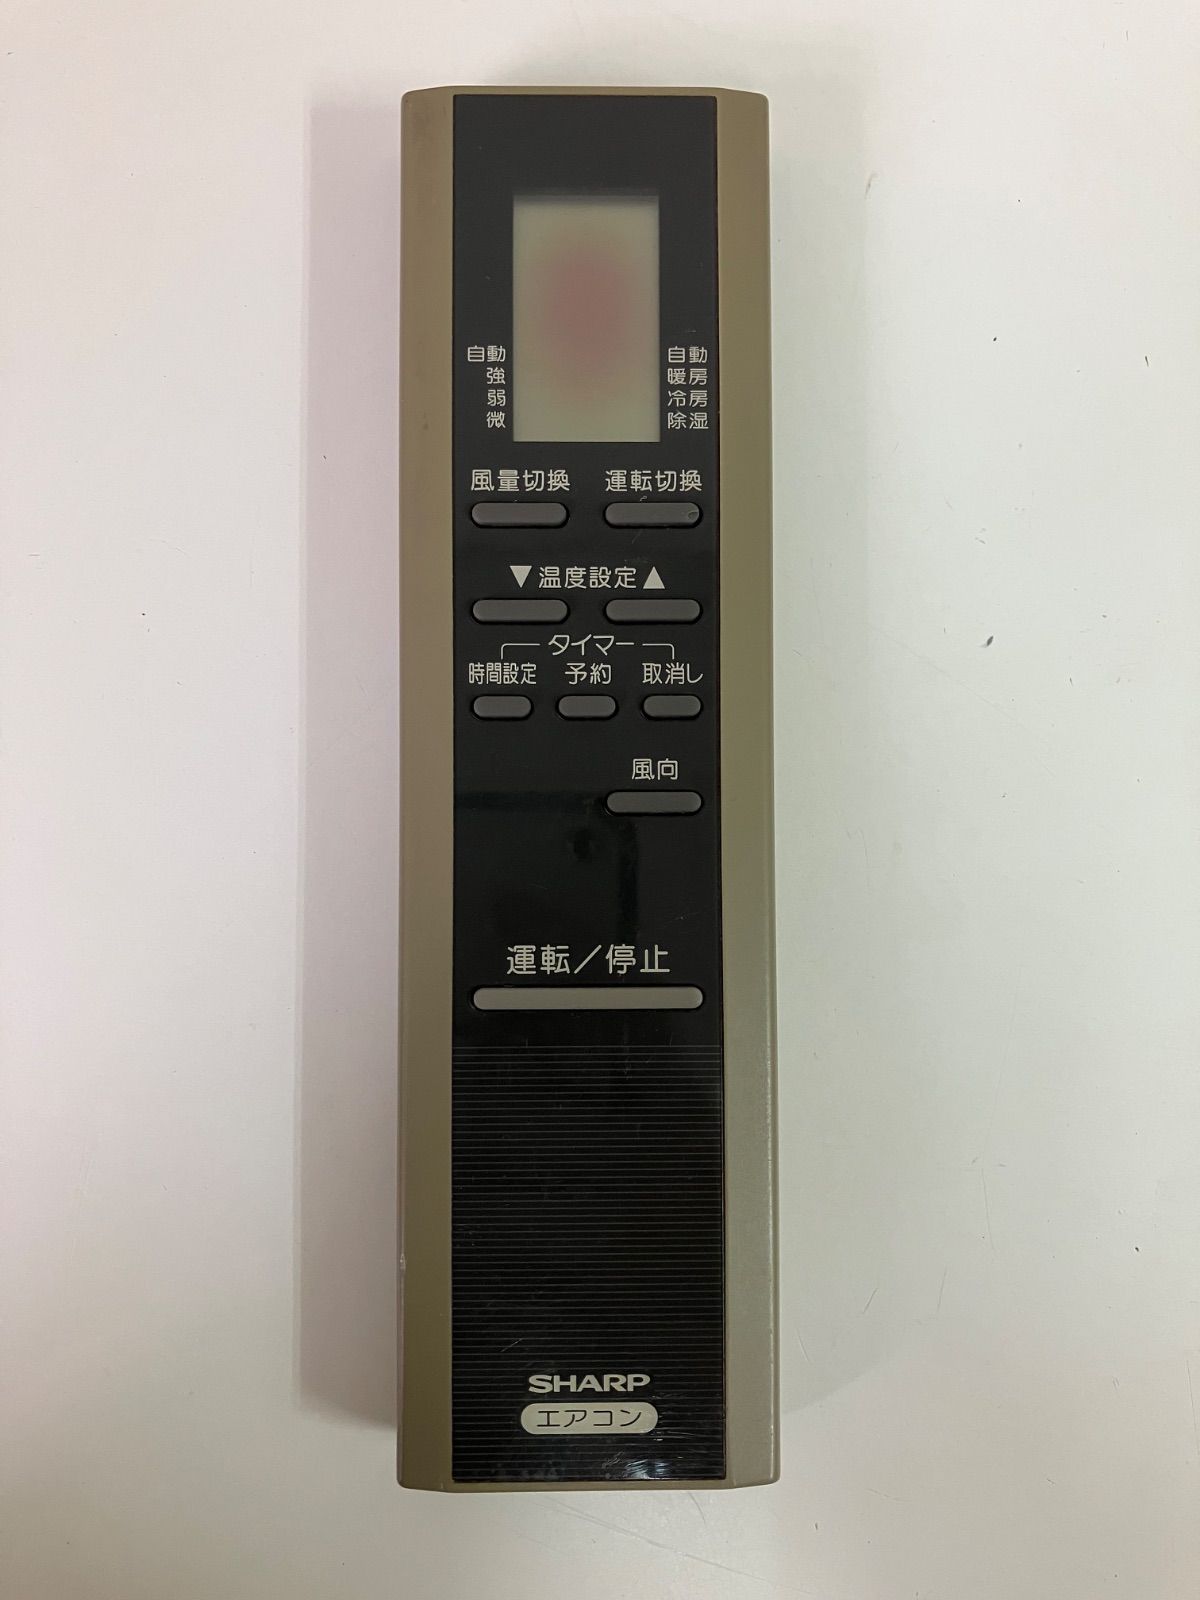 自動
強
弱
微
自動
暖房
冷房
除湿
風量切換 運転切換
▼温度設定▲
タイマー
時間設定 予約 取消し
風向
運転／停止
SHARP
エアコン